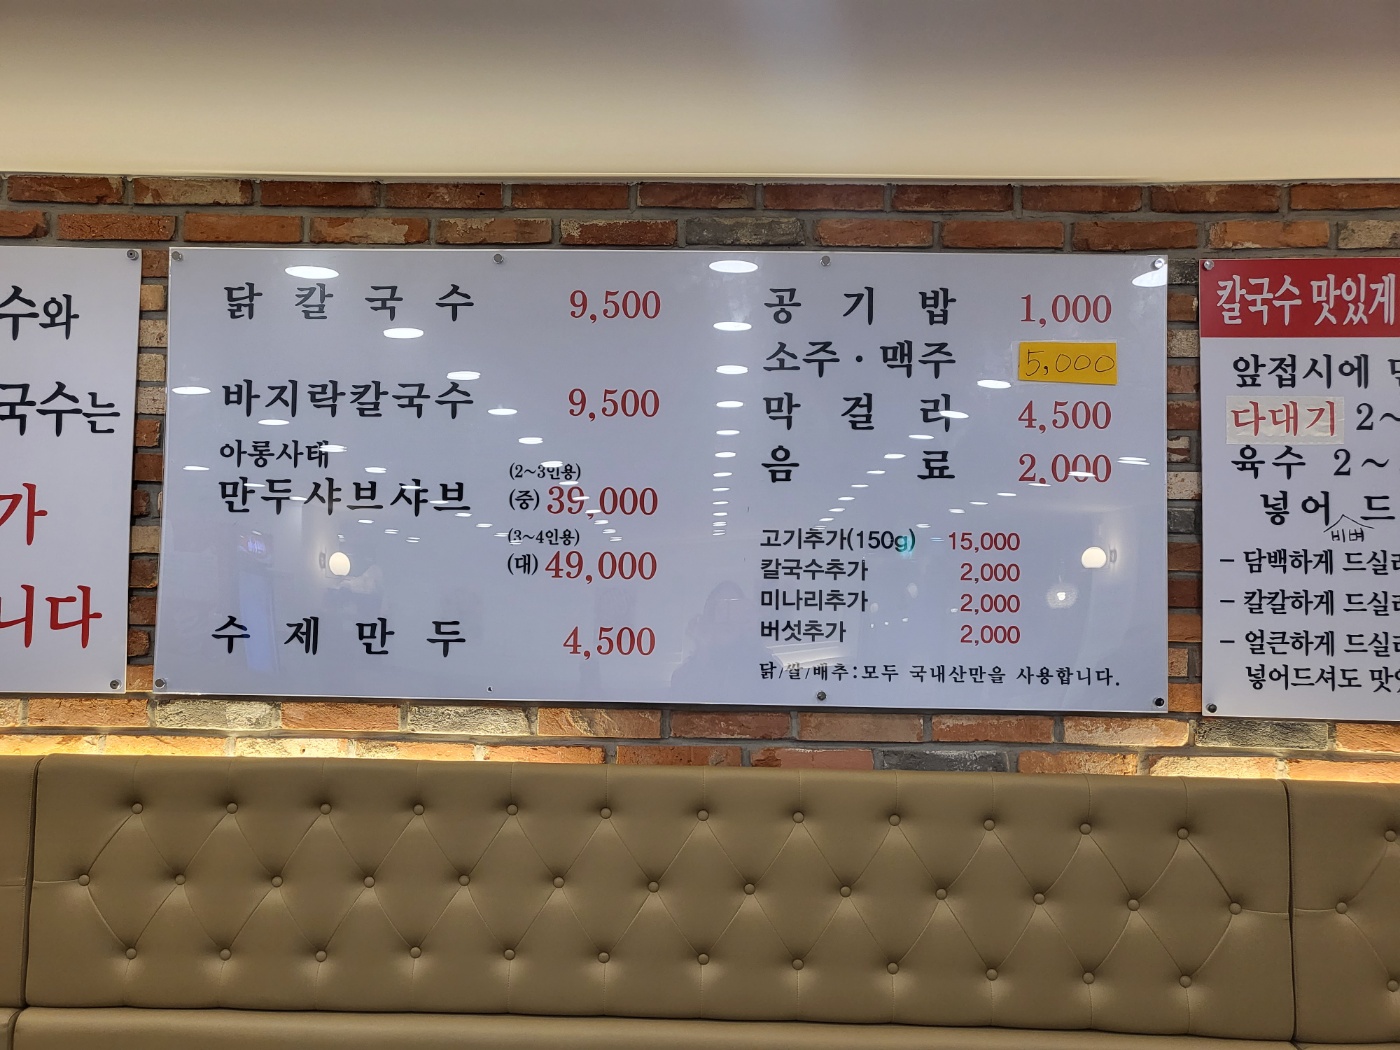 수와
국수는
가
니다
닭 칼 국 수 9,500
바지락칼국수 9,500
아롱사태
만두샤브샤브 (2~3인용)
(중) 39,000
(3~4인용)
(대) 49,000
수 제 만 두 4,500
공 기 밥 1,000
소주 · 맥주 5,000
막 걸 리 4,500
음 료 2,000
고기추가(150g) 15,000
칼국수추가 2,000
미나리추가 2,000
버섯추가 2,000
닭/쌀/배추:모두 국내산만을 사용합니다.
칼국수 맛있게
앞접시에
다대기 2~
육수 2~
넣어 드
비벼
- 담백하게 드실
- 칼칼하게 드실
- 얼큰하게 드실
넣어드셔도